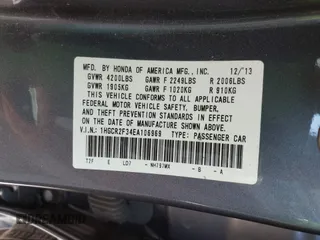 MFD. BY HONDA OF AMERICA MFG., INC. 12/13
GVWR 4200LBS GAWR F 2249LBS R 2006LBS
GVWR 1905KG GAWR F 1020KG R 910KG
THIS VEHICLE CONFORMS TO ALL APPLICABLE
FEDERAL MOTOR VEHICLE SAFETY, BUMPER,
AND THEFT PREVENTION STANDARDS IN EFFECT
ON THE DATE OF MANUFACTURE SHOWN ABOVE.
V.I.N.: 1HGCR2F34EA106969 TYPE: PASSENGER CAR
NH797MX - B - A